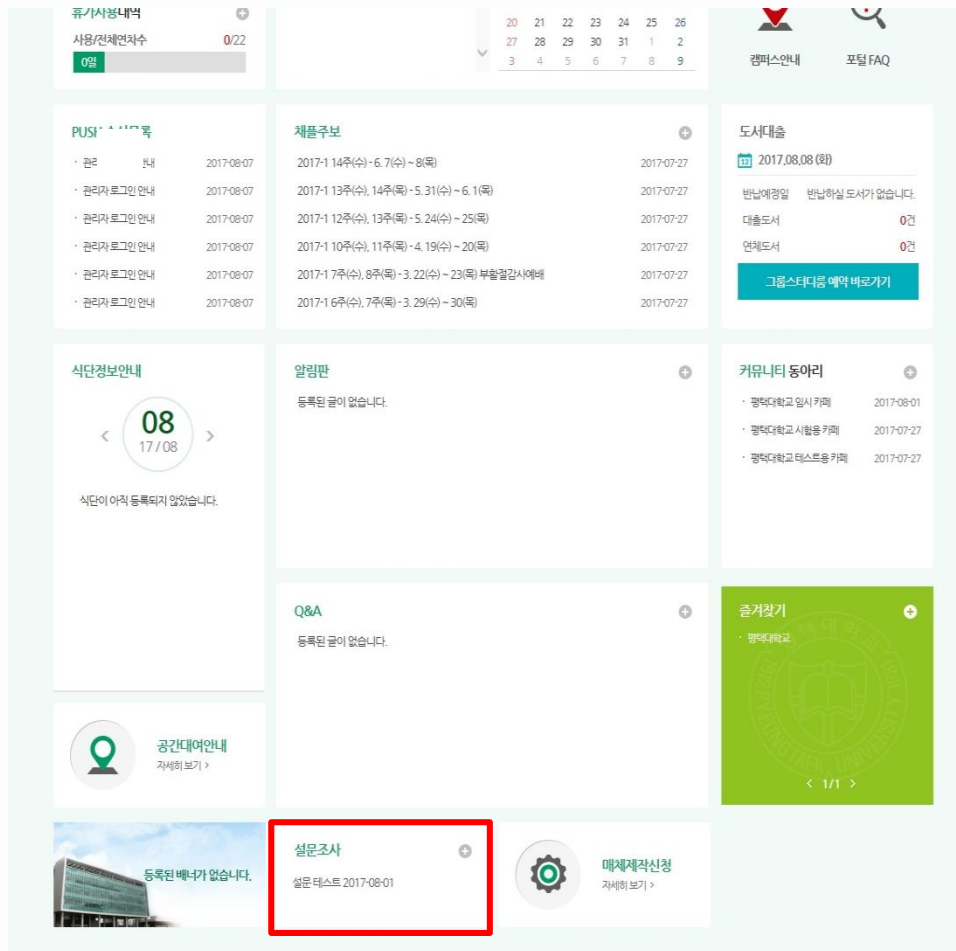 휴가사용내역
사용/전체연차수 0/22
0일
20 21 22 23 24 25 26
27 28 29 30 31 1 2
3 4 5 6 7 8 9
캠퍼스안내 포털 FAQ
PUSH
2017-08-07
· 관리자 로그인 안내 2017-08-07
· 관리자 로그인 안내 2017-08-07
· 관리자 로그인 안내 2017-08-07
· 관리자 로그인 안내 2017-08-07
· 관리자 로그인 안내 2017-08-07
채플주보
2017-1 14주(수) - 6. 7(수) ~ 8(목) 2017-07-27
2017-1 13주(수), 14주(목) - 5. 31(수) ~ 6. 1(목) 2017-07-27
2017-1 12주(수), 13주(목) - 5. 24(수) ~ 25(목) 2017-07-27
2017-1 10주(수), 11주(목) - 4. 19(수) ~ 20(목) 2017-07-27
2017-1 7주(수), 8주(목) - 3. 22(수) ~ 23(목) 부활절감사예배 2017-07-27
2017-1 6주(수), 7주(목) - 3. 29(수) ~ 30(목) 2017-07-27
도서대출
12 2017.08.08 (화)
반납예정일 반납하실 도서가 없습니다.
대출도서 0건
연체도서 0건
그룹스터디룸 예약 바로가기
식단정보안내
< 08 >
17 / 08
식단이 아직 등록되지 않았습니다.
알림판
등록된 글이 없습니다.
커뮤니티 동아리
· 평택대학교 임시 카페 2017-08-01
· 평택대학교 시험용 카페 2017-07-27
· 평택대학교 테스트용 카페 2017-07-27
Q&A
등록된 글이 없습니다.
즐겨찾기
· 평택대학교
< 1/1 >
공간대여안내
자세히 보기 >
등록된 배너가 없습니다.
설문조사
설문 테스트 2017-08-01
매체제작신청
자세히 보기 >